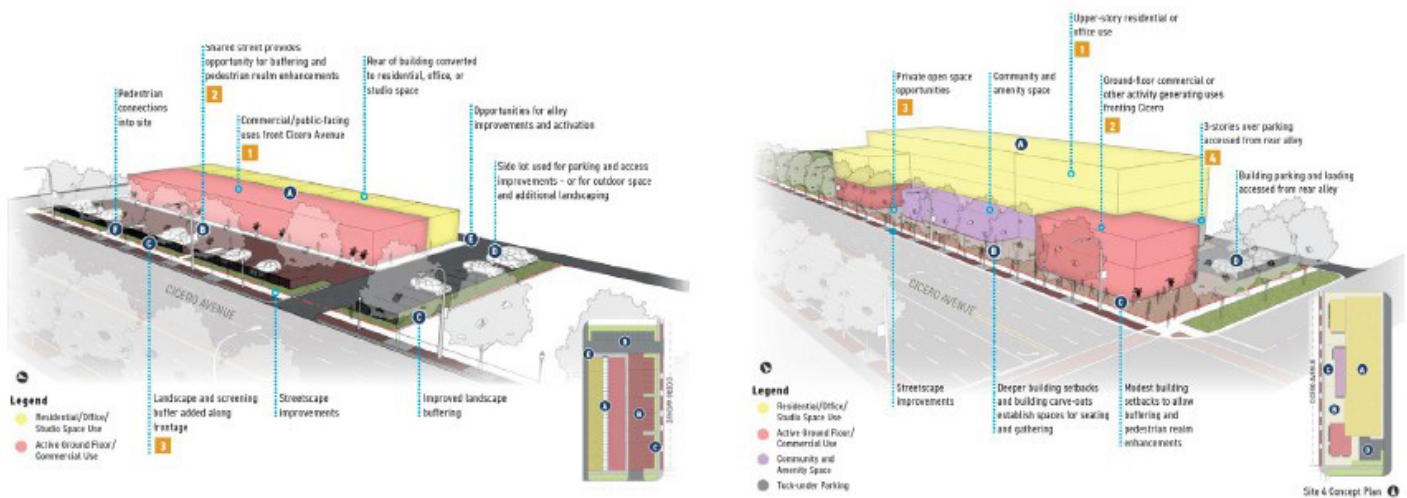 Shared street provides
opportunity for buffering and
pedestrian realm enhancements
2
Rear of building converted
to residential, office, or
studio space
Pedestrian
connections
into site
Commercial/public-facing
uses front Cicero Avenue
1
Opportunities for alley
improvements and activation
Side lot used for parking and access
improvements – or for outdoor space
and additional landscaping
A
B
C
D
E
F
C
CICERO AVENUE
Legend
Residential/Office/
Studio Space Use
Active Ground Floor/
Commercial Use
Landscape and screening
buffer added along
frontage
3
Streetscape
improvements
Improved landscape
buffering
D
E
A
B
C
CICERO AVENUE
Upper-story residential or
office use
1
Private open space
opportunities
3
Community and
amenity space
Ground-floor commercial or
other activity generating uses
fronting Cicero
2
3-stories over parking
accessed from rear alley
4
Building parking and loading
accessed from rear alley
A
B
C
CICERO AVENUE
Legend
Residential/Office/
Studio Space Use
Active Ground Floor/
Commercial Use
Community and
Amenity Space
Tuck-under Parking
Streetscape
improvements
Deeper building setbacks
and building carve-outs
establish spaces for seating
and gathering
Modest building
setbacks to allow
buffering and
pedestrian realm
enhancements
CICERO AVENUE
C
A
B
D
Site 4 Concept Plan